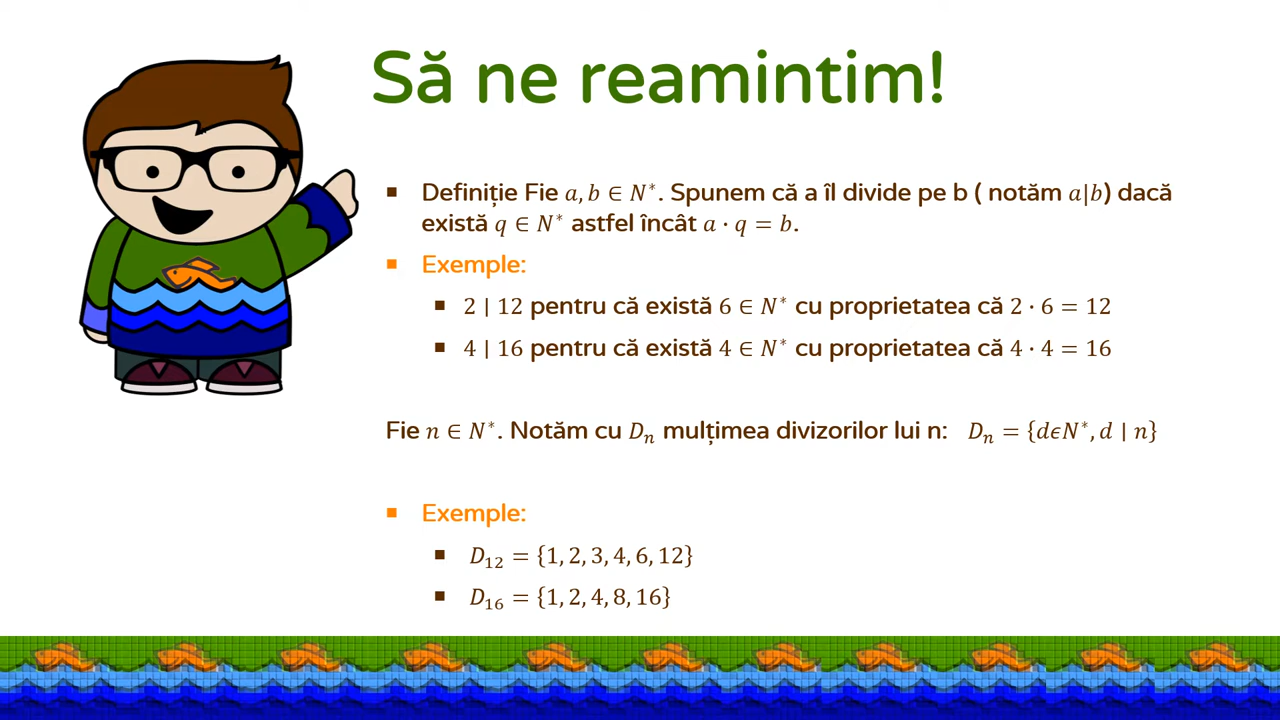 Să ne reamintim!
▪ Definiție Fie a, b ∈ N*. Spunem că a îl divide pe b ( notăm a|b) dacă
există q ∈ N* astfel încât a · q = b.
▪ Exemple:
▪ 2 | 12 pentru că există 6 ∈ N* cu proprietatea că 2 · 6 = 12
▪ 4 | 16 pentru că există 4 ∈ N* cu proprietatea că 4 · 4 = 16
Fie n ∈ N*. Notăm cu Dₙ mulțimea divizorilor lui n: Dₙ = {dϵN*, d | n}
▪ Exemple:
▪ D₁₂ = {1, 2, 3, 4, 6, 12}
▪ D₁₆ = {1, 2, 4, 8, 16}